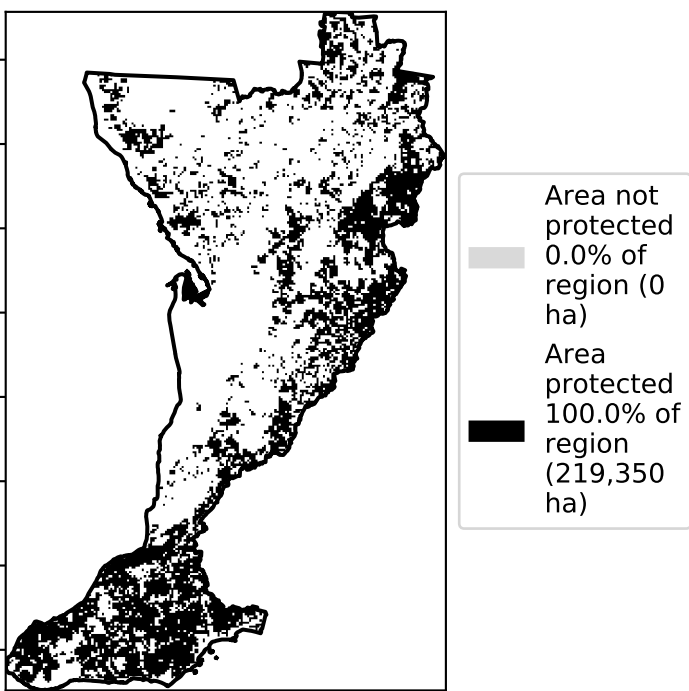 Area not
protected
0.0% of
region (0
ha)
Area
protected
100.0% of
region
(219,350
ha)